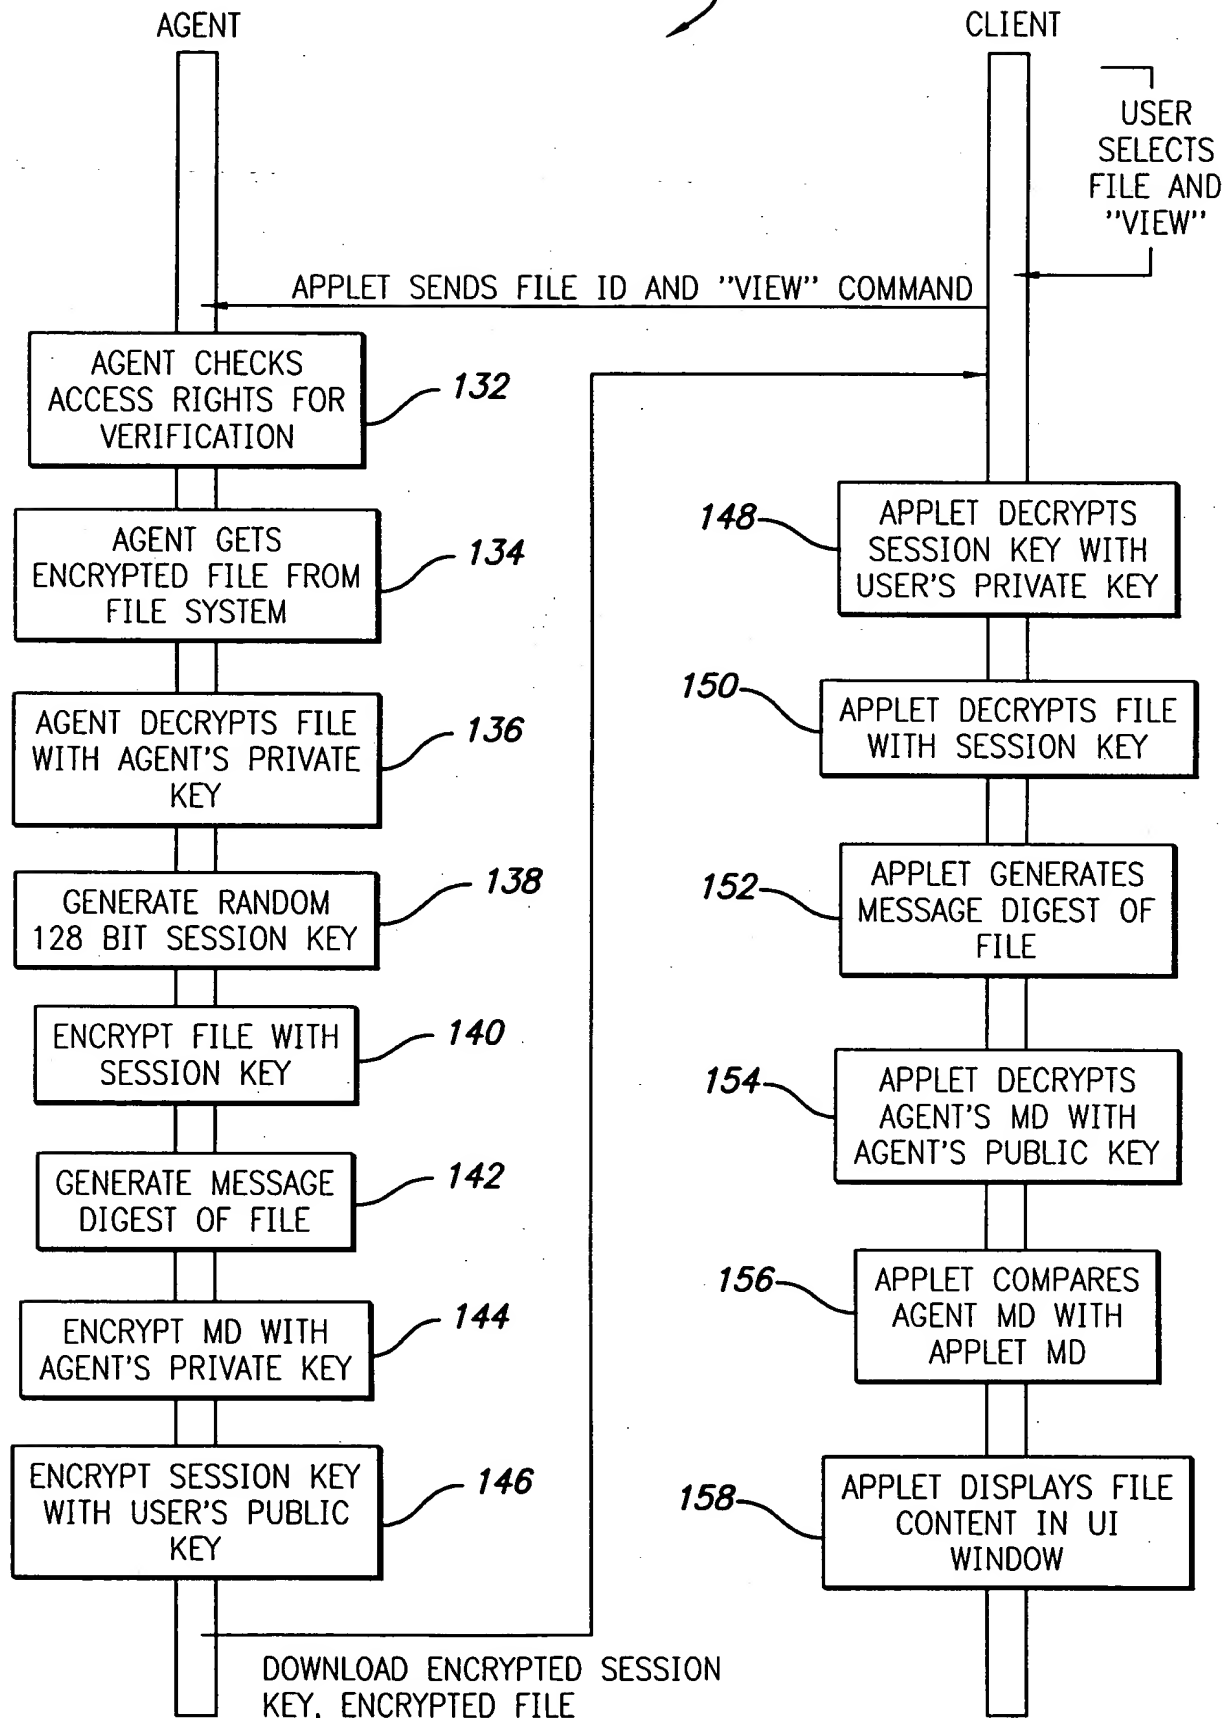 AGENT
CLIENT
USER
SELECTS
FILE AND
"VIEW"
APPLET SENDS FILE ID AND "VIEW" COMMAND
AGENT CHECKS
ACCESS RIGHTS FOR
VERIFICATION
132
AGENT GETS
ENCRYPTED FILE FROM
FILE SYSTEM
134
AGENT DECRYPTS FILE
WITH AGENT'S PRIVATE
KEY
136
GENERATE RANDOM
128 BIT SESSION KEY
138
ENCRYPT FILE WITH
SESSION KEY
140
GENERATE MESSAGE
DIGEST OF FILE
142
ENCRYPT MD WITH
AGENT'S PRIVATE KEY
144
ENCRYPT SESSION KEY
WITH USER'S PUBLIC
KEY
146
DOWNLOAD ENCRYPTED SESSION
KEY, ENCRYPTED FILE
148
APPLET DECRYPTS
SESSION KEY WITH
USER'S PRIVATE KEY
150
APPLET DECRYPTS FILE
WITH SESSION KEY
152
APPLET GENERATES
MESSAGE DIGEST OF
FILE
154
APPLET DECRYPTS
AGENT'S MD WITH
AGENT'S PUBLIC KEY
156
APPLET COMPARES
AGENT MD WITH
APPLET MD
158
APPLET DISPLAYS FILE
CONTENT IN UI
WINDOW